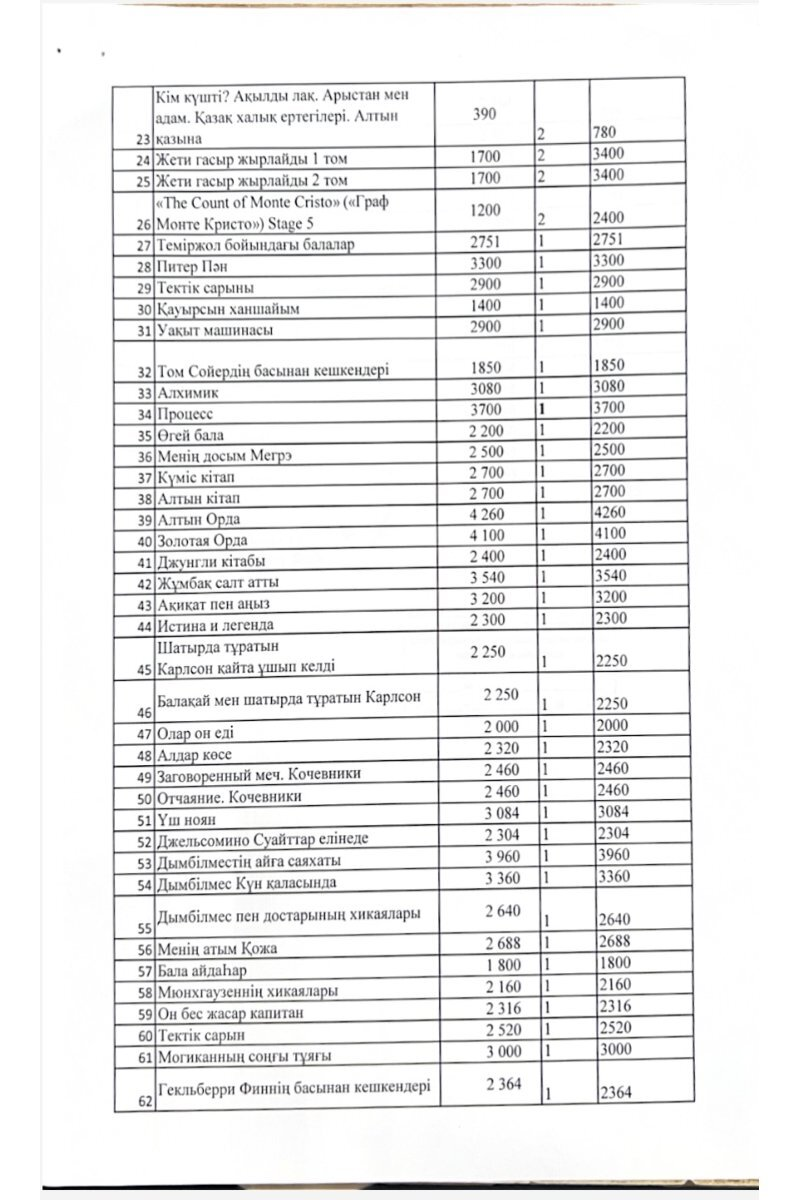 Кім күшті? Ақылды лақ. Арыстан мен
адам. Қазақ халық ертегілері. Алтын 390
23 қазына 2 780
24 Жети гасыр жырлайды 1 том 1700 2 3400
25 Жети гасыр жырлайды 2 том 1700 2 3400
«The Count of Monte Cristo» («Граф 1200
26 Монте Кристо») Stage 5 2 2400
27 Теміржол бойындағы балалар 2751 1 2751
28 Питер Пән 3300 1 3300
29 Тектік сарыны 2900 1 2900
30 Қауырсын ханшайым 1400 1 1400
31 Уақыт машинасы 2900 1 2900
32 Том Сойердің басынан кешкендері 1850 1 1850
33 Алхимик 3080 1 3080
34 Процесс 3700 1 3700
35 Өгей бала 2 200 1 2200
36 Менің досым Мегрэ 2 500 1 2500
37 Күміс кітап 2 700 1 2700
38 Алтын кітап 2 700 1 2700
39 Алтын Орда 4 260 1 4260
40 Золотая Орда 4 100 1 4100
41 Джунгли кітабы 2 400 1 2400
42 Жұмбақ салт атты 3 540 1 3540
43 Ақиқат пен аңыз 3 200 1 3200
44 Истина и легенда 2 300 1 2300
Шатырда тұратын 2 250
45 Карлсон қайта ұшып келді 1 2250
46 Балақай мен шатырда тұратын Карлсон 2 250 1 2250
47 Олар он еді 2 000 1 2000
48 Алдар көсе 2 320 1 2320
49 Заговоренный меч. Кочевники 2 460 1 2460
50 Отчаяние. Кочевники 2 460 1 2460
51 Үш ноян 3 084 1 3084
52 Джельсомино Суайттар елінеде 2 304 1 2304
53 Дымбілместің айға саяхаты 3 960 1 3960
54 Дымбілмес Күн қаласында 3 360 1 3360
55 Дымбілмес пен достарының хикаялары 2 640 1 2640
56 Менің атым Қожа 2 688 1 2688
57 Бала айдаһар 1 800 1 1800
58 Мюнхгаузеннің хикаялары 2 160 1 2160
59 Он бес жасар капитан 2 316 1 2316
60 Тектік сарын 2 520 1 2520
61 Могиканның соңғы тұяғы 3 000 1 3000
62 Гекльберри Финнің басынан кешкендері 2 364 1 2364